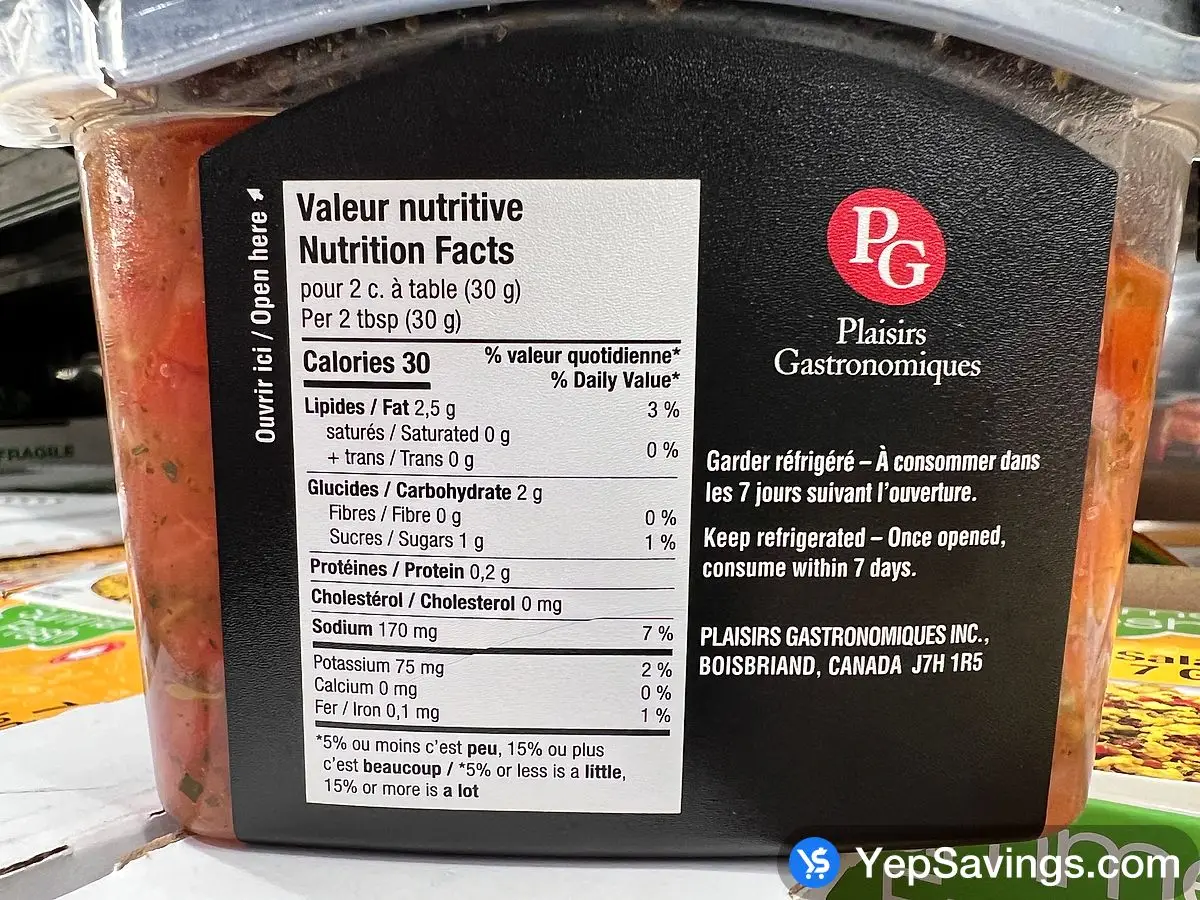 Ouvrir ici / Open here
Valeur nutritive
Nutrition Facts
pour 2 c. à table (30 g)
Per 2 tbsp (30 g)
Calories 30
% valeur quotidienne*
% Daily Value*
Lipides / Fat 2,5 g 3 %
saturés / Saturated 0 g
+ trans / Trans 0 g
0 %
Glucides / Carbohydrate 2 g
Fibres / Fibre 0 g 0 %
Sucres / Sugars 1 g 1 %
Protéines / Protein 0,2 g
Cholestérol / Cholesterol 0 mg
Sodium 170 mg 7 %
Potassium 75 mg 2 %
Calcium 0 mg 0 %
Fer / Iron 0,1 mg 1 %
*5% ou moins c'est peu, 15% ou plus
c'est beaucoup / *5% or less is a little,
15% or more is a lot
PG
Plaisirs
Gastronomiques
Garder réfrigéré – À consommer dans
les 7 jours suivant l'ouverture.
Keep refrigerated – Once opened,
consume within 7 days.
PLAISIRS GASTRONOMIQUES INC.,
BOISBRIAND, CANADA J7H 1R5
FRAGILE
YepSavings.com